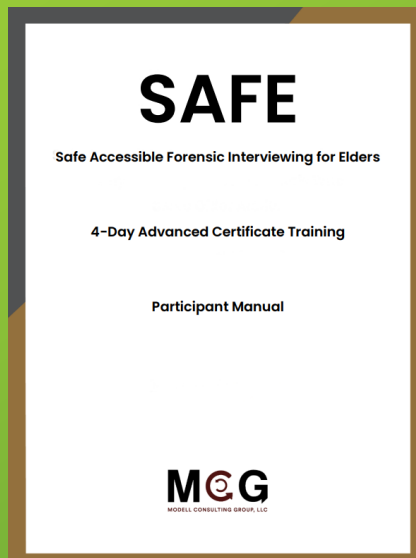 SAFE
Safe Accessible Forensic Interviewing for Elders
4-Day Advanced Certificate Training
Participant Manual
MCG
MODELL CONSULTING GROUP, LLC